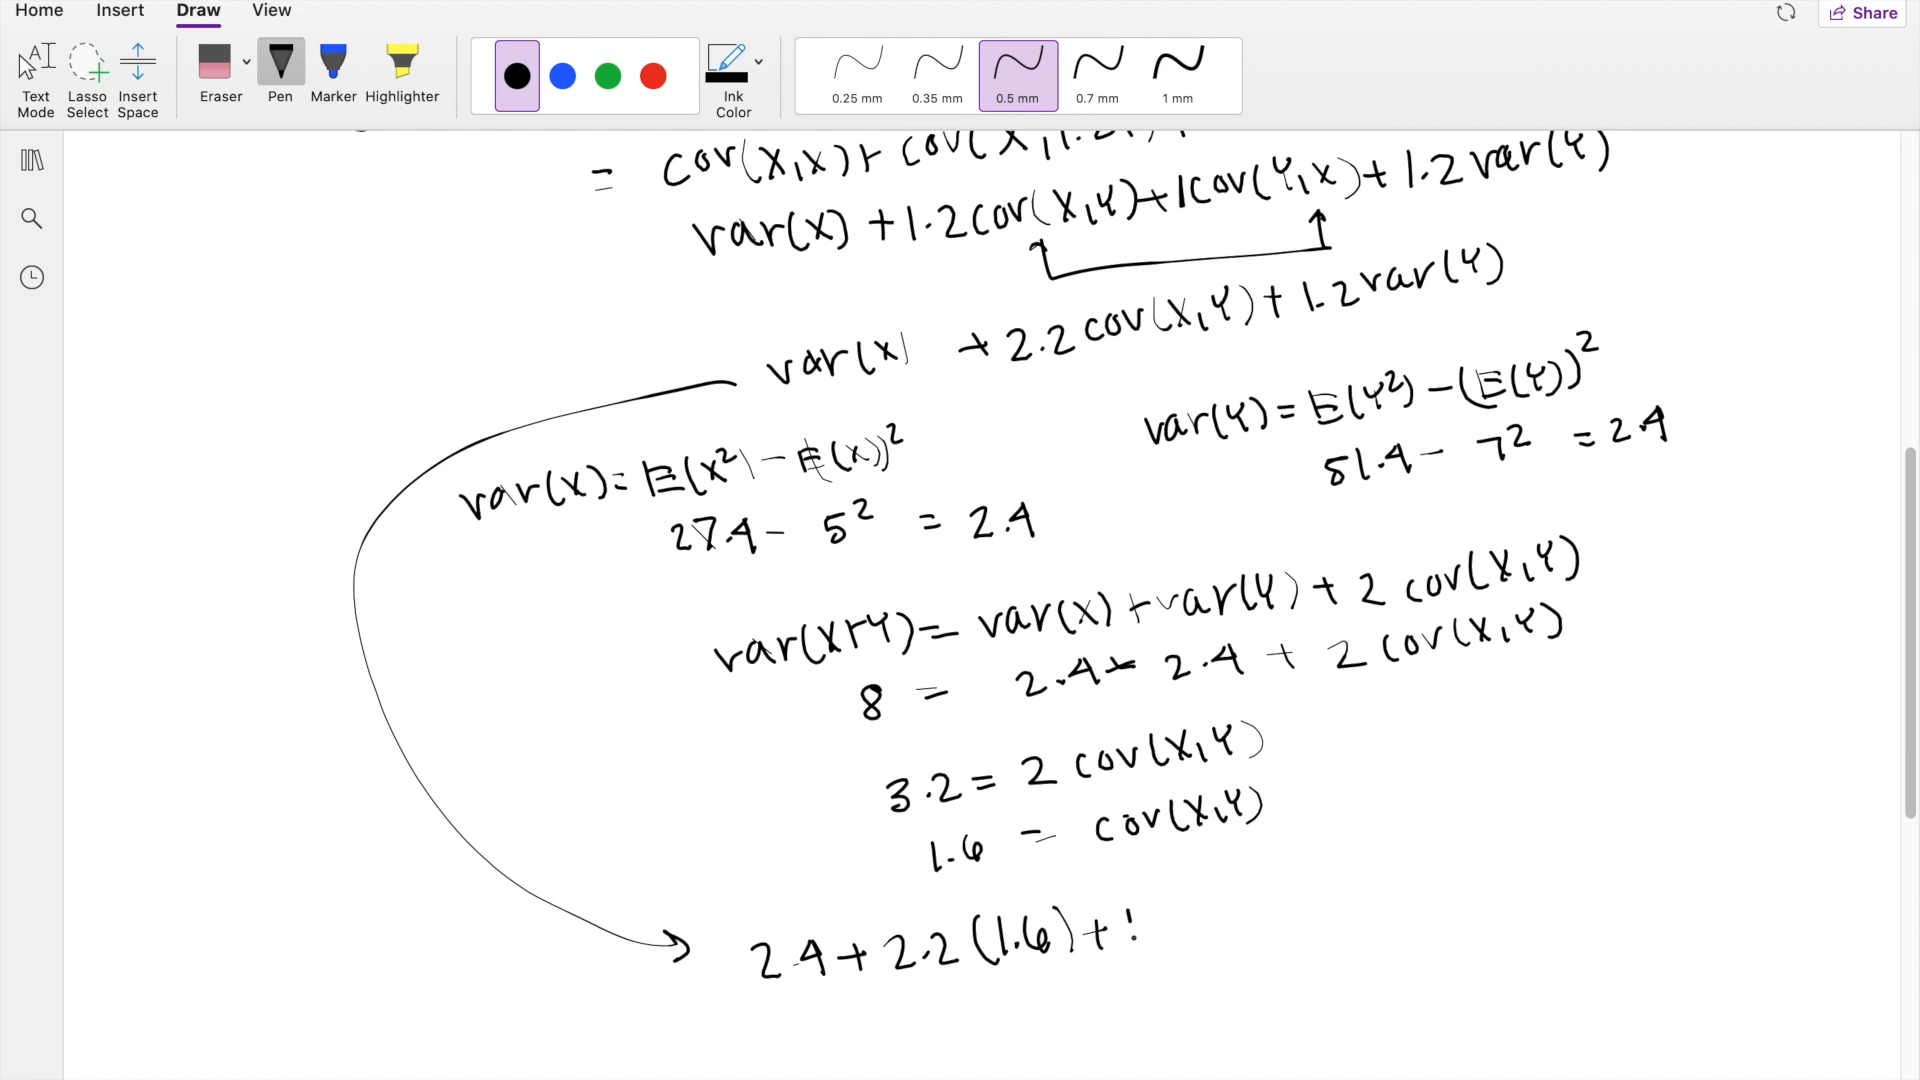 Home Insert Draw View Share
AI
Text Mode Lasso Select Insert Space Eraser Pen Marker Highlighter Ink Color 0.25 mm 0.35 mm 0.5 mm 0.7 mm 1 mm
= cov(X,X)+ cov(X,1.2
var(X) + 1.2cov(X,Y)+1cov(Y,X)+ 1.2var(Y)
var(X) + 2.2cov(X,Y)+ 1.2var(Y)
var(Y)= E(Y²) - (E(Y))²
51.4 - 7² = 2.4
var(X)= E(X²) - E(X))²
27.4 - 5² = 2.4
var(X+Y)= var(X) + var(Y) + 2 cov(X,Y)
8 = 2.4+ 2.4 + 2 cov(X,Y)
3.2 = 2 cov(X,Y)
1.6 = cov(X,Y)
2.4 + 2.2(1.6) +